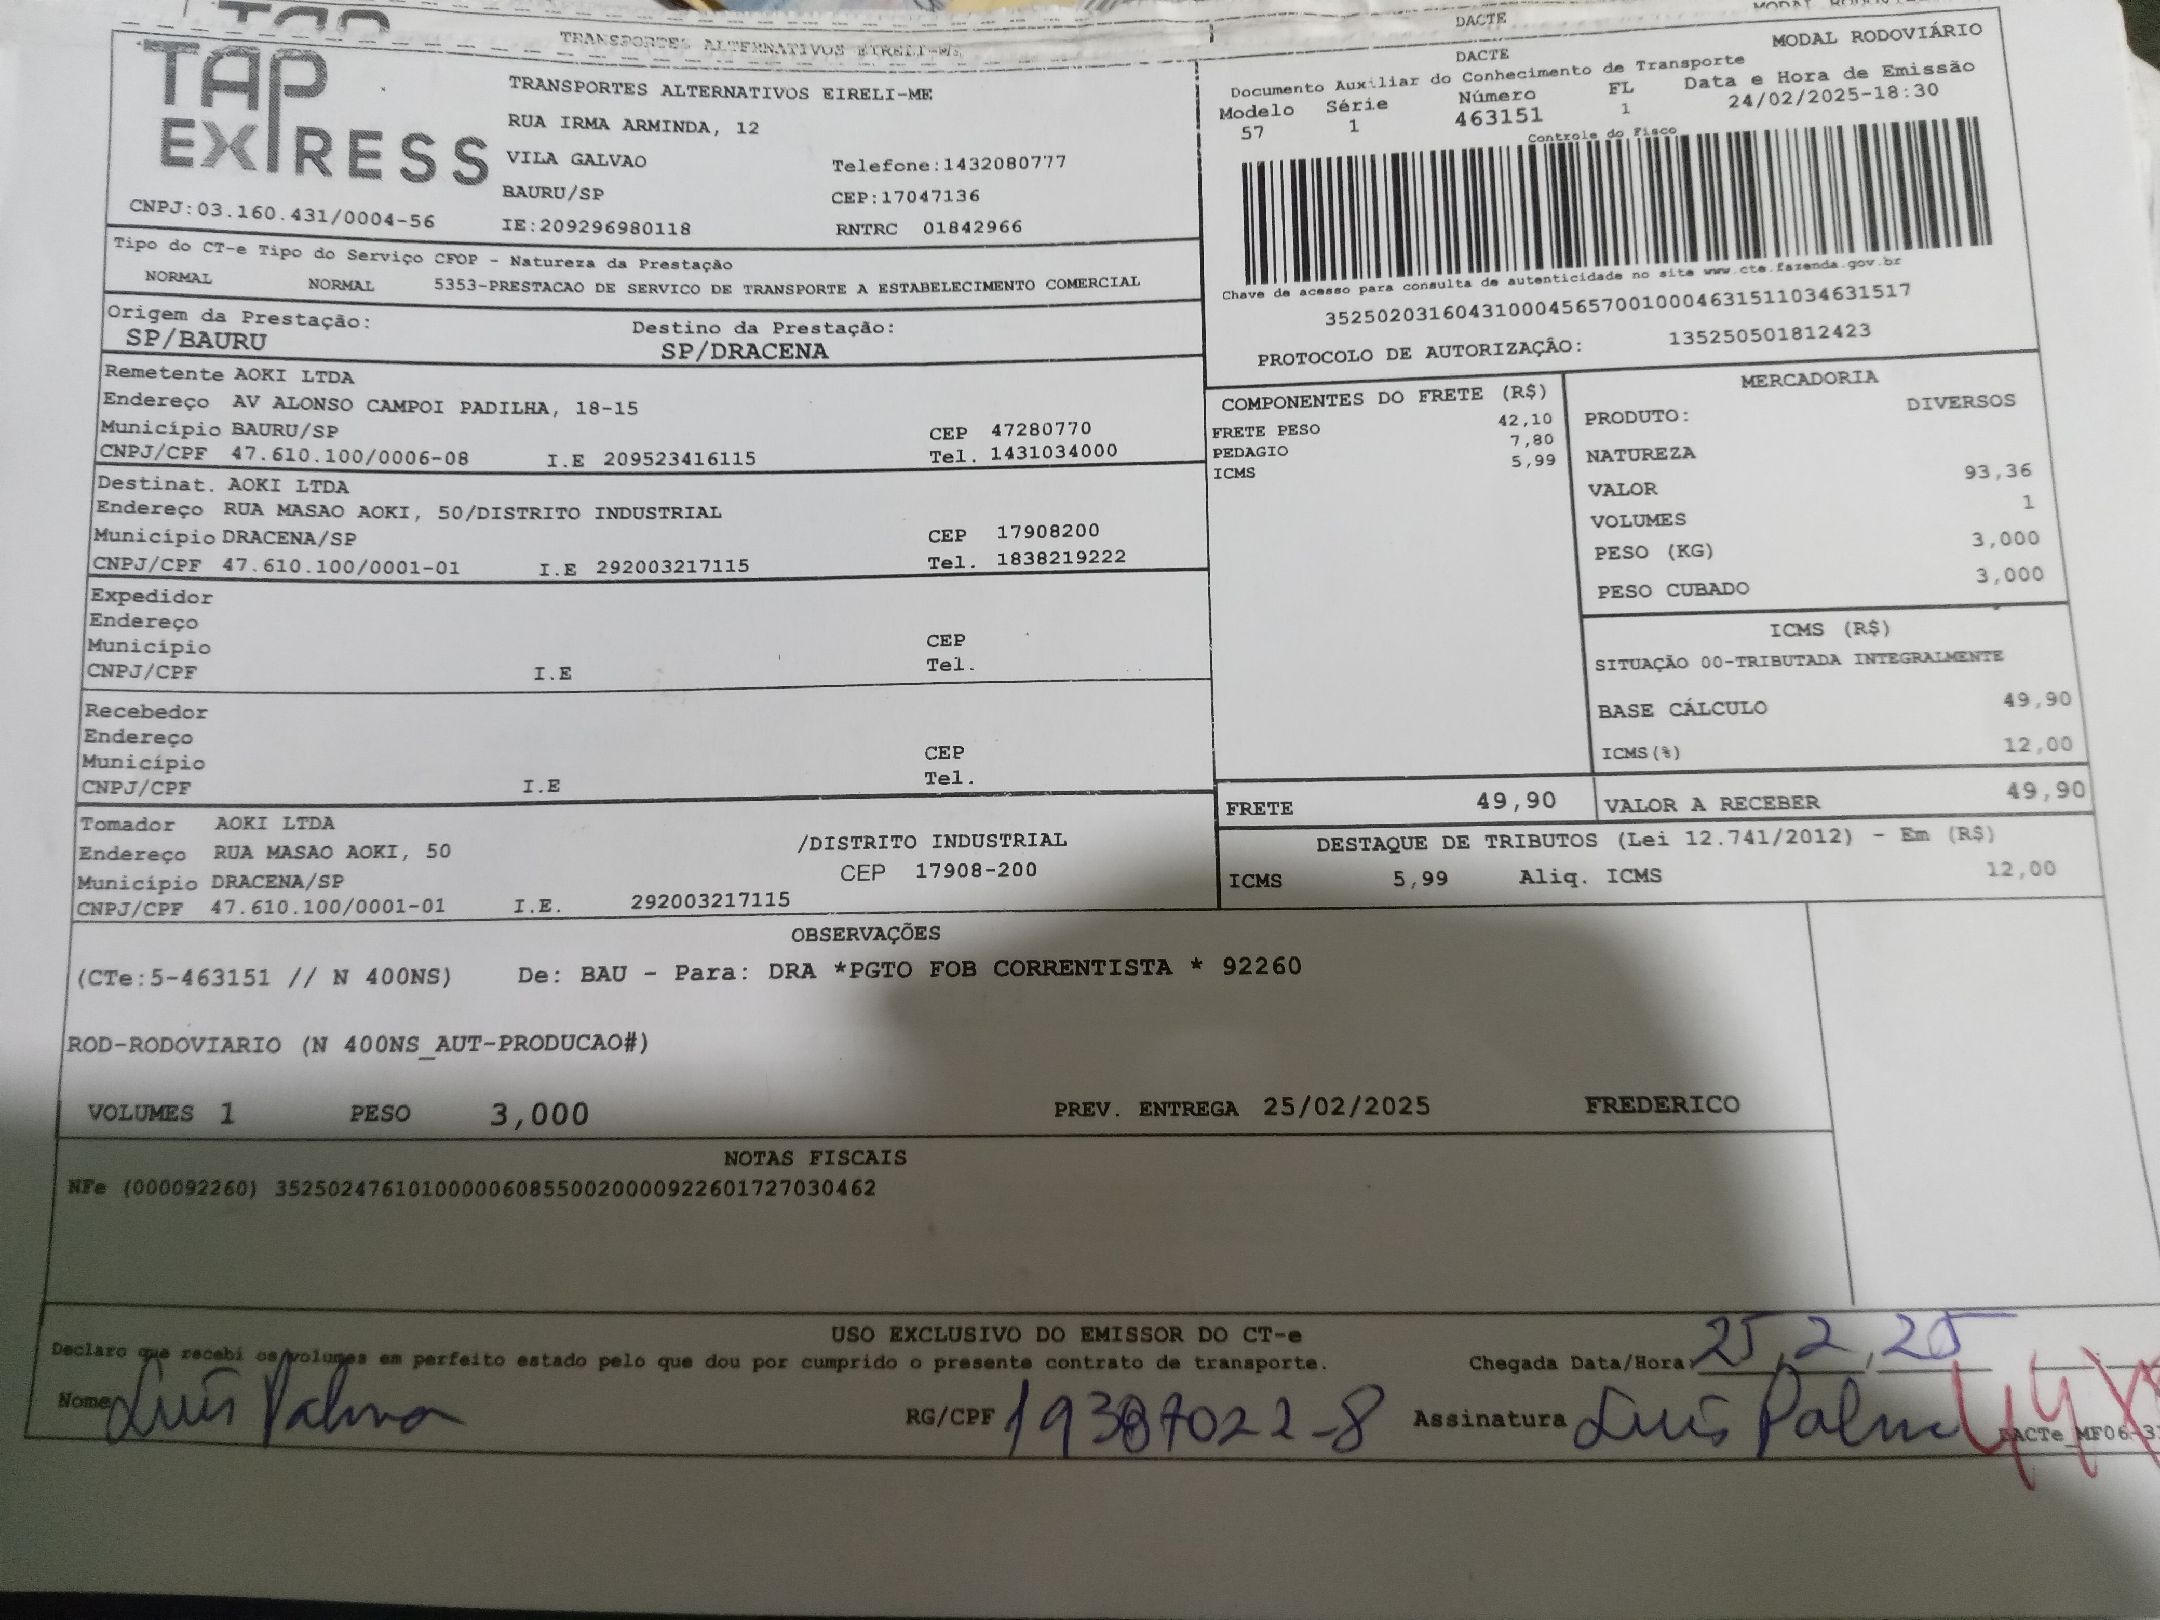 TRANSPORTES ALTERNATIVOS EIRELI-ME
DACTE
TAP EXPRESS
TRANSPORTES ALTERNATIVOS EIRELI-ME
RUA IRMA ARMINDA, 12
VILA GALVAO Telefone:1432080777
BAURU/SP CEP:17047136
CNPJ:03.160.431/0004-56 IE:209296980118 RNTRC 01842966
DACTE MODAL RODOVIÁRIO
Documento Auxiliar do Conhecimento de Transporte
Modelo Série Número FL Data e Hora de Emissão
57 1 463151 1 24/02/2025-18:30
Controle do Fisco
Chave de acesso para consulta de autenticidade no site www.cte.fazenda.gov.br
35250203160431000456570010004631511034631517
PROTOCOLO DE AUTORIZAÇÃO: 135250501812423
Tipo do CT-e Tipo do Serviço CFOP - Natureza da Prestação
NORMAL NORMAL 5353-PRESTACAO DE SERVICO DE TRANSPORTE A ESTABELECIMENTO COMERCIAL
Origem da Prestação: Destino da Prestação:
SP/BAURU SP/DRACENA
Remetente AOKI LTDA
Endereço AV ALONSO CAMPOI PADILHA, 18-15
Município BAURU/SP CEP 47280770
CNPJ/CPF 47.610.100/0006-08 I.E 209523416115 Tel. 1431034000
Destinat. AOKI LTDA
Endereço RUA MASAO AOKI, 50/DISTRITO INDUSTRIAL
Município DRACENA/SP CEP 17908200
CNPJ/CPF 47.610.100/0001-01 I.E 292003217115 Tel. 1838219222
Expedidor
Endereço
Município CEP
CNPJ/CPF I.E Tel.
Recebedor
Endereço
Município CEP
CNPJ/CPF I.E Tel.
Tomador AOKI LTDA
Endereço RUA MASAO AOKI, 50 /DISTRITO INDUSTRIAL
Município DRACENA/SP CEP 17908-200
CNPJ/CPF 47.610.100/0001-01 I.E. 292003217115
COMPONENTES DO FRETE (R$)
FRETE PESO 42,10
PEDAGIO 7,80
ICMS 5,99
MERCADORIA
PRODUTO: DIVERSOS
NATUREZA
VALOR 93,36
VOLUMES 1
PESO (KG) 3,000
PESO CUBADO 3,000
ICMS (R$)
SITUAÇÃO 00-TRIBUTADA INTEGRALMENTE
BASE CÁLCULO 49,90
ICMS(%) 12,00
FRETE 49,90 VALOR A RECEBER 49,90
DESTAQUE DE TRIBUTOS (Lei 12.741/2012) - Em (R$)
ICMS 5,99 Aliq. ICMS 12,00
OBSERVAÇÕES
(CTe:5-463151 // N 400NS) De: BAU - Para: DRA *PGTO FOB CORRENTISTA * 92260
ROD-RODOVIARIO (N 400NS_AUT-PRODUCAO#)
VOLUMES 1 PESO 3,000 PREV. ENTREGA 25/02/2025 FREDERICO
NOTAS FISCAIS
NFe (000092260) 35250247610100000608550020000922601727030462
USO EXCLUSIVO DO EMISSOR DO CT-e
Declaro que recebi os volumes em perfeito estado pelo que dou por cumprido o presente contrato de transporte. Chegada Data/Hora: 25,2,25
Nome Luis Palma RG/CPF 19387022-8 Assinatura Luis Palma
DACTe_MF06-31